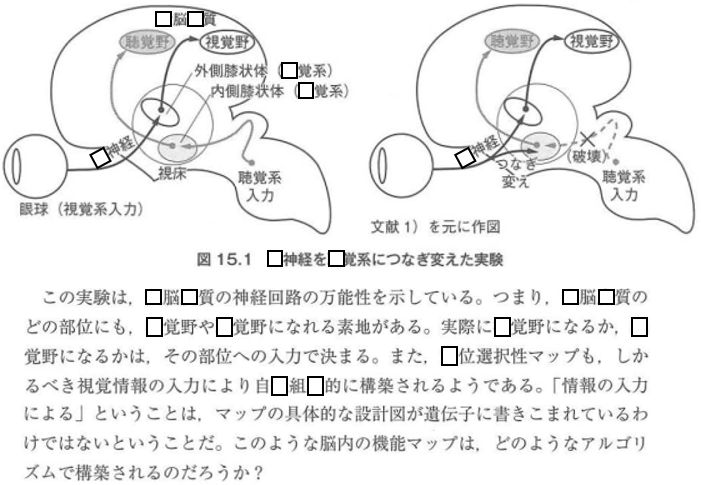 □脳□質
聴覚野
視覚野
外側膝状体（□覚系）
内側膝状体（□覚系）
□神経
視床
聴覚系
入力
眼球（視覚系入力）
聴覚野
視覚野
□神経
つなぎ
変え
（破壊）
聴覚系
入力
文献1）を元に作図
図 15.1　□神経を□覚系につなぎ変えた実験
この実験は，□脳□質の神経回路の万能性を示している。つまり，□脳□質の
どの部位にも，□覚野や□覚野になれる素地がある。実際に□覚野になるか，□
覚野になるかは，その部位への入力で決まる。また，□位選択性マップも，しか
るべき視覚情報の入力により自□組□的に構築されるようである。「情報の入力
による」ということは，マップの具体的な設計図が遺伝子に書きこまれているわ
けではないということだ。このような脳内の機能マップは，どのようなアルゴリ
ズムで構築されるのだろうか？